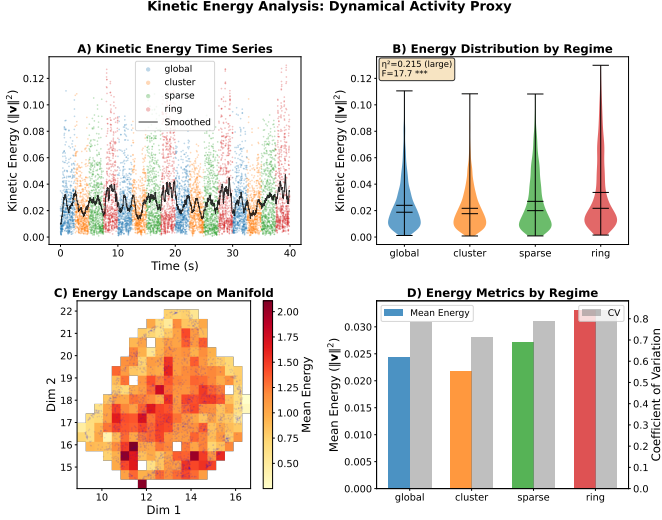 Kinetic Energy Analysis: Dynamical Activity Proxy
A) Kinetic Energy Time Series
Kinetic Energy (‖v‖²)
0.12
0.10
0.08
0.06
0.04
0.02
0.00
global
cluster
sparse
ring
Smoothed
0 10 20 30 40
Time (s)
B) Energy Distribution by Regime
η²=0.215 (large)
F=17.7 ***
Kinetic Energy (‖v‖²)
0.12
0.10
0.08
0.06
0.04
0.02
0.00
global cluster sparse ring
C) Energy Landscape on Manifold
Dim 2
22
21
20
19
18
17
16
15
10 12 14 16
Dim 1
2.00
1.75
1.50
1.25
1.00
0.75
0.50
Mean Energy
D) Energy Metrics by Regime
Mean Energy
CV
Mean Energy (‖v‖²)
0.030
0.025
0.020
0.015
0.010
0.005
0.000
global cluster sparse ring
0.8
0.7
0.6
0.5
0.4
0.3
0.2
0.1
0.0
Coefficient of Variation